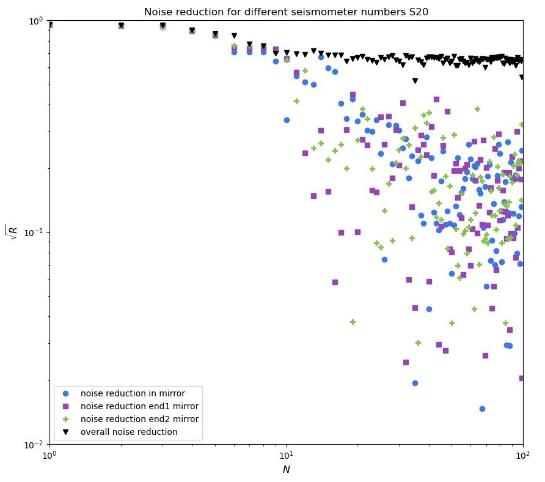 Noise reduction for different seismometer numbers S20
10⁰
√R
10⁻¹
noise reduction in mirror
noise reduction end1 mirror
noise reduction end2 mirror
overall noise reduction
10⁻²
10⁰ 10¹ 10²
N